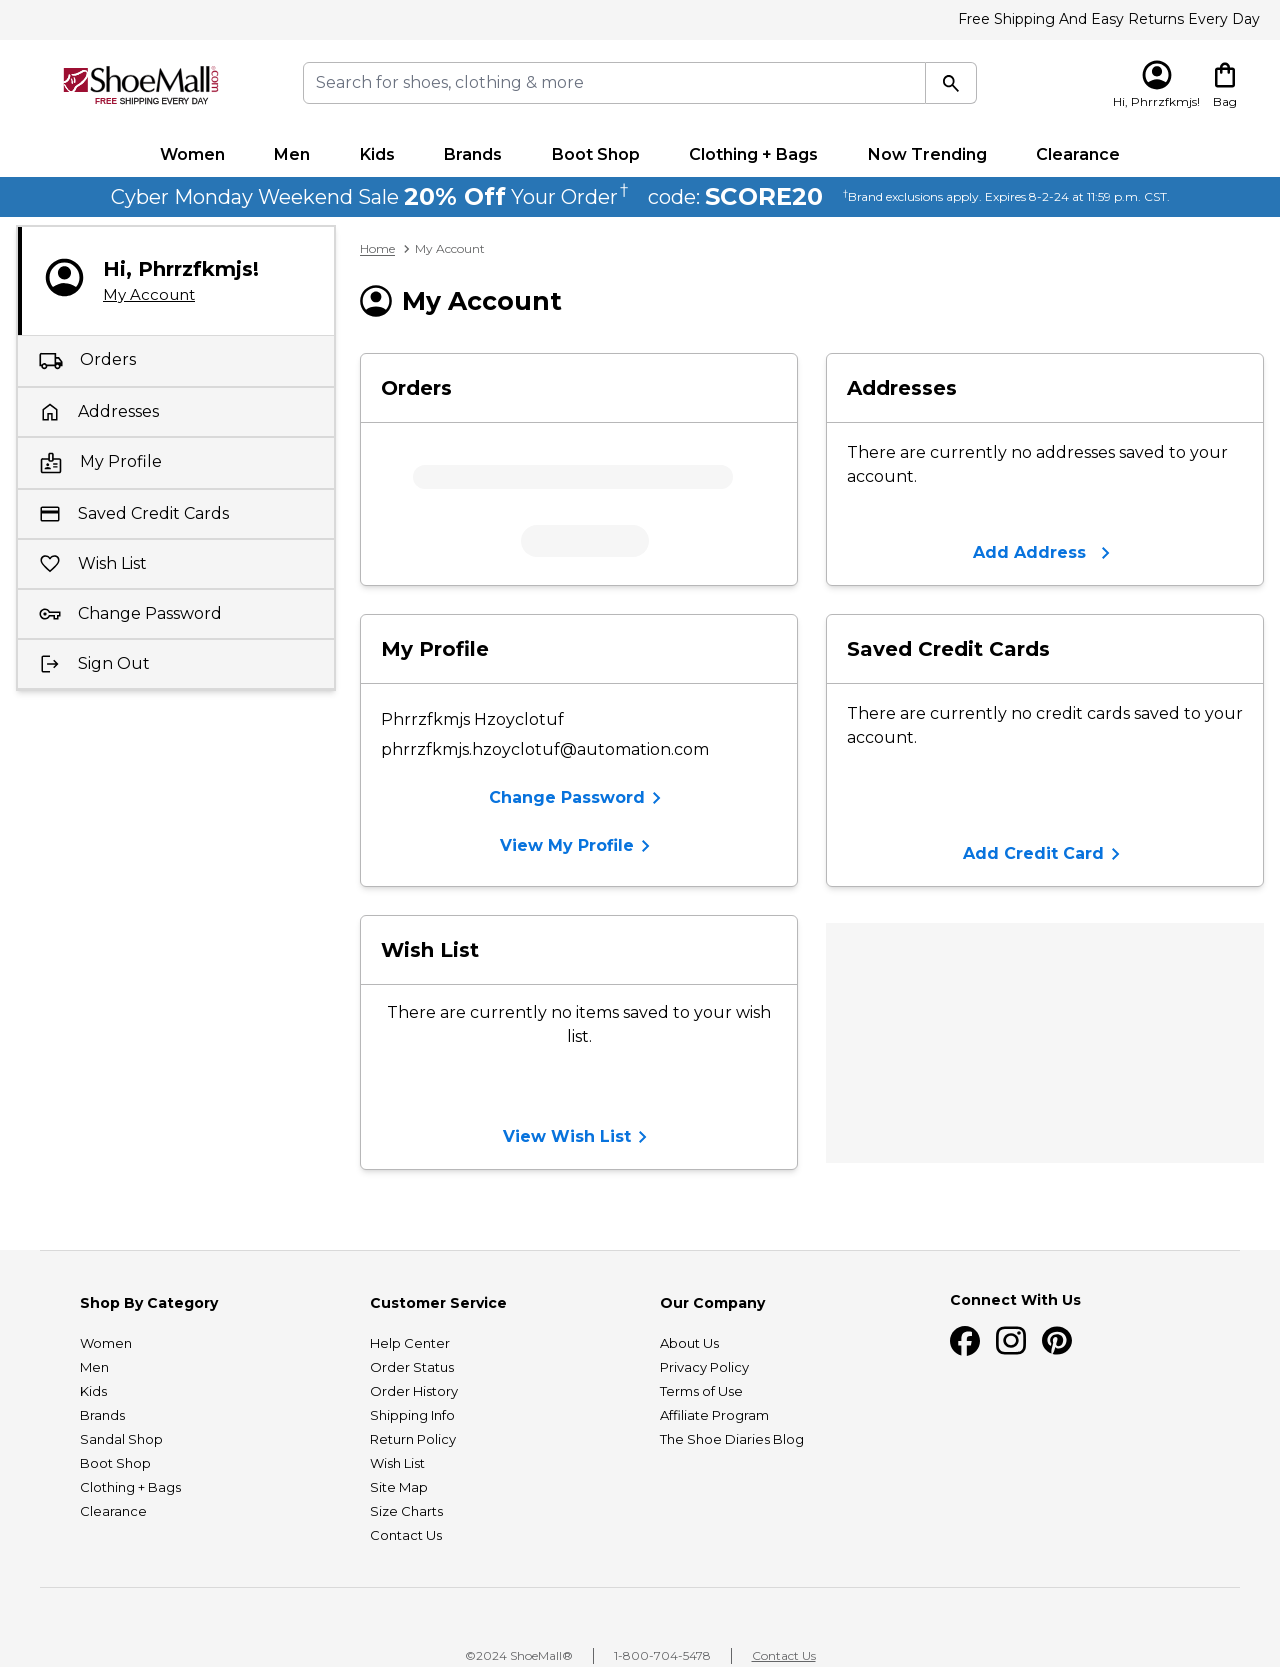 Free Shipping And Easy Returns Every Day
ShoeMall.com
FREE SHIPPING EVERY DAY
Search for shoes, clothing & more
Hi, Phrrzfkmjs!
Bag
Women
Men
Kids
Brands
Boot Shop
Clothing + Bags
Now Trending
Clearance
Cyber Monday Weekend Sale 20% Off Your Order† code: SCORE20 †Brand exclusions apply. Expires 8-2-24 at 11:59 p.m. CST.
Hi, Phrrzfkmjs!
My Account
Orders
Addresses
My Profile
Saved Credit Cards
Wish List
Change Password
Sign Out
Home > My Account
My Account
Orders
Addresses
There are currently no addresses saved to your
account.
Add Address
My Profile
Phrrzfkmjs Hzoyclotuf
phrrzfkmjs.hzoyclotuf@automation.com
Change Password
View My Profile
Saved Credit Cards
There are currently no credit cards saved to your
account.
Add Credit Card
Wish List
There are currently no items saved to your wish
list.
View Wish List
Shop By Category
Women
Men
Kids
Brands
Sandal Shop
Boot Shop
Clothing + Bags
Clearance
Customer Service
Help Center
Order Status
Order History
Shipping Info
Return Policy
Wish List
Site Map
Size Charts
Contact Us
Our Company
About Us
Privacy Policy
Terms of Use
Affiliate Program
The Shoe Diaries Blog
Connect With Us
©2024 ShoeMall®
1-800-704-5478
Contact Us